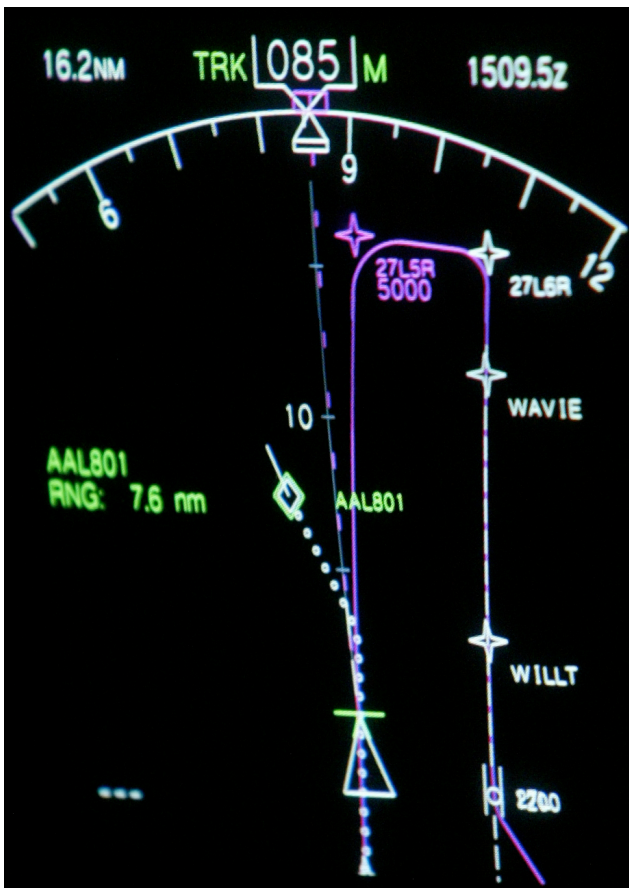 16.2NM TRK 085 M 1509.5z
6 9 12
27L5R
5000
27L6R
10
WAVIE
AAL801
RNG: 7.6 nm
AAL801
WILLT
2200